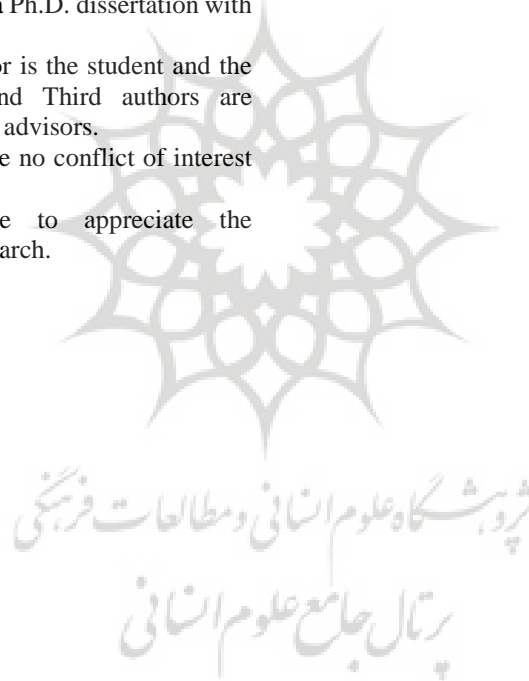 a Ph.D. dissertation with
or is the student and the
nd Third authors are
advisors.
e no conflict of interest
e to appreciate the
arch.
پژوهشگاه علوم انسانی و مطالعات فرهنگی
پرتال جامع علوم انسانی